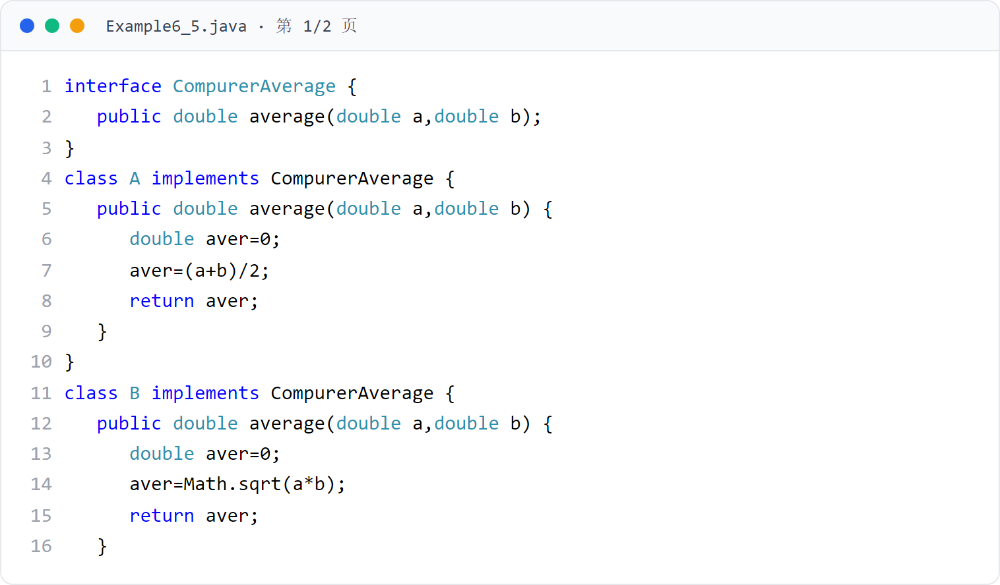 Example6_5.java · 第 1/2 页
1 interface CompurerAverage {
2    public double average(double a,double b);
3 }
4 class A implements CompurerAverage {
5    public double average(double a,double b) {
6       double aver=0;
7       aver=(a+b)/2;
8       return aver;
9    }
10 }
11 class B implements CompurerAverage {
12    public double average(double a,double b) {
13       double aver=0;
14       aver=Math.sqrt(a*b);
15       return aver;
16    }